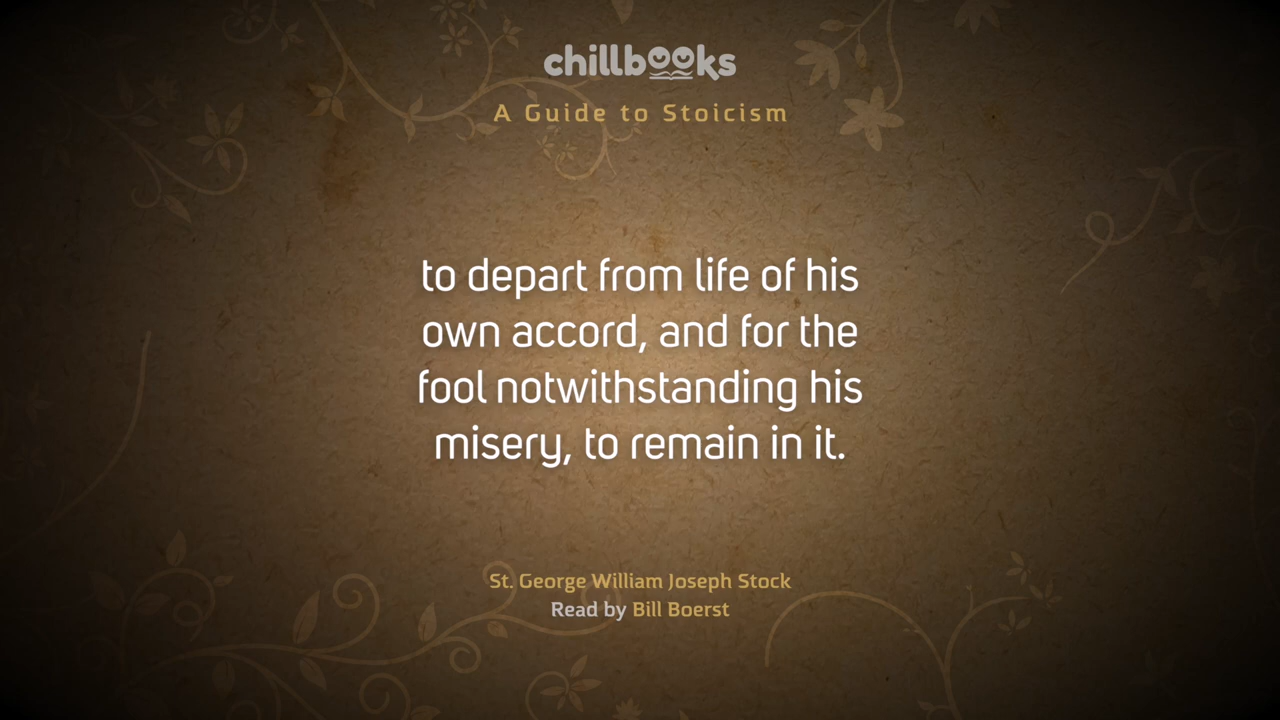 chillbooks
A Guide to Stoicism
to depart from life of his
own accord, and for the
fool notwithstanding his
misery, to remain in it.
St. George William Joseph Stock
Read by Bill Boerst